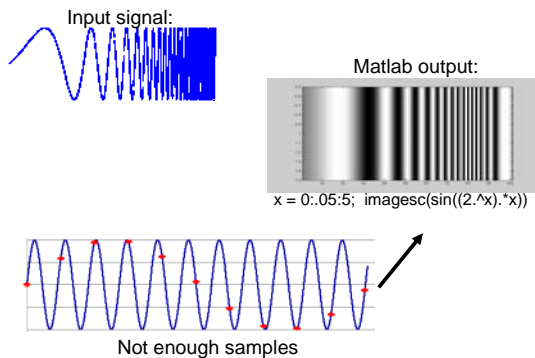 Input signal:
Matlab output:
x = 0:.05:5;  imagesc(sin((2.^x).*x))
Not enough samples